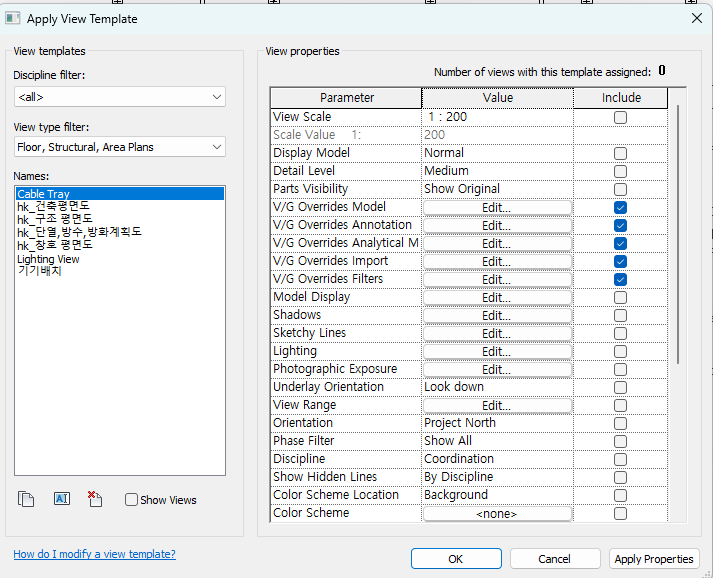 Apply View Template
View templates
Discipline filter:
<all>
View type filter:
Floor, Structural, Area Plans
Names:
Cable Tray
hk_건축평면도
hk_구조 평면도
hk_단열,방수,방화계획도
hk_창호 평면도
Lighting View
기기배치
Show Views
How do I modify a view template?
View properties
Number of views with this template assigned: 0
Parameter Value Include
View Scale 1 : 200
Scale Value 1: 200
Display Model Normal
Detail Level Medium
Parts Visibility Show Original
V/G Overrides Model Edit...
V/G Overrides Annotation Edit...
V/G Overrides Analytical M Edit...
V/G Overrides Import Edit...
V/G Overrides Filters Edit...
Model Display Edit...
Shadows Edit...
Sketchy Lines Edit...
Lighting Edit...
Photographic Exposure Edit...
Underlay Orientation Look down
View Range Edit...
Orientation Project North
Phase Filter Show All
Discipline Coordination
Show Hidden Lines By Discipline
Color Scheme Location Background
Color Scheme <none>
OK Cancel Apply Properties